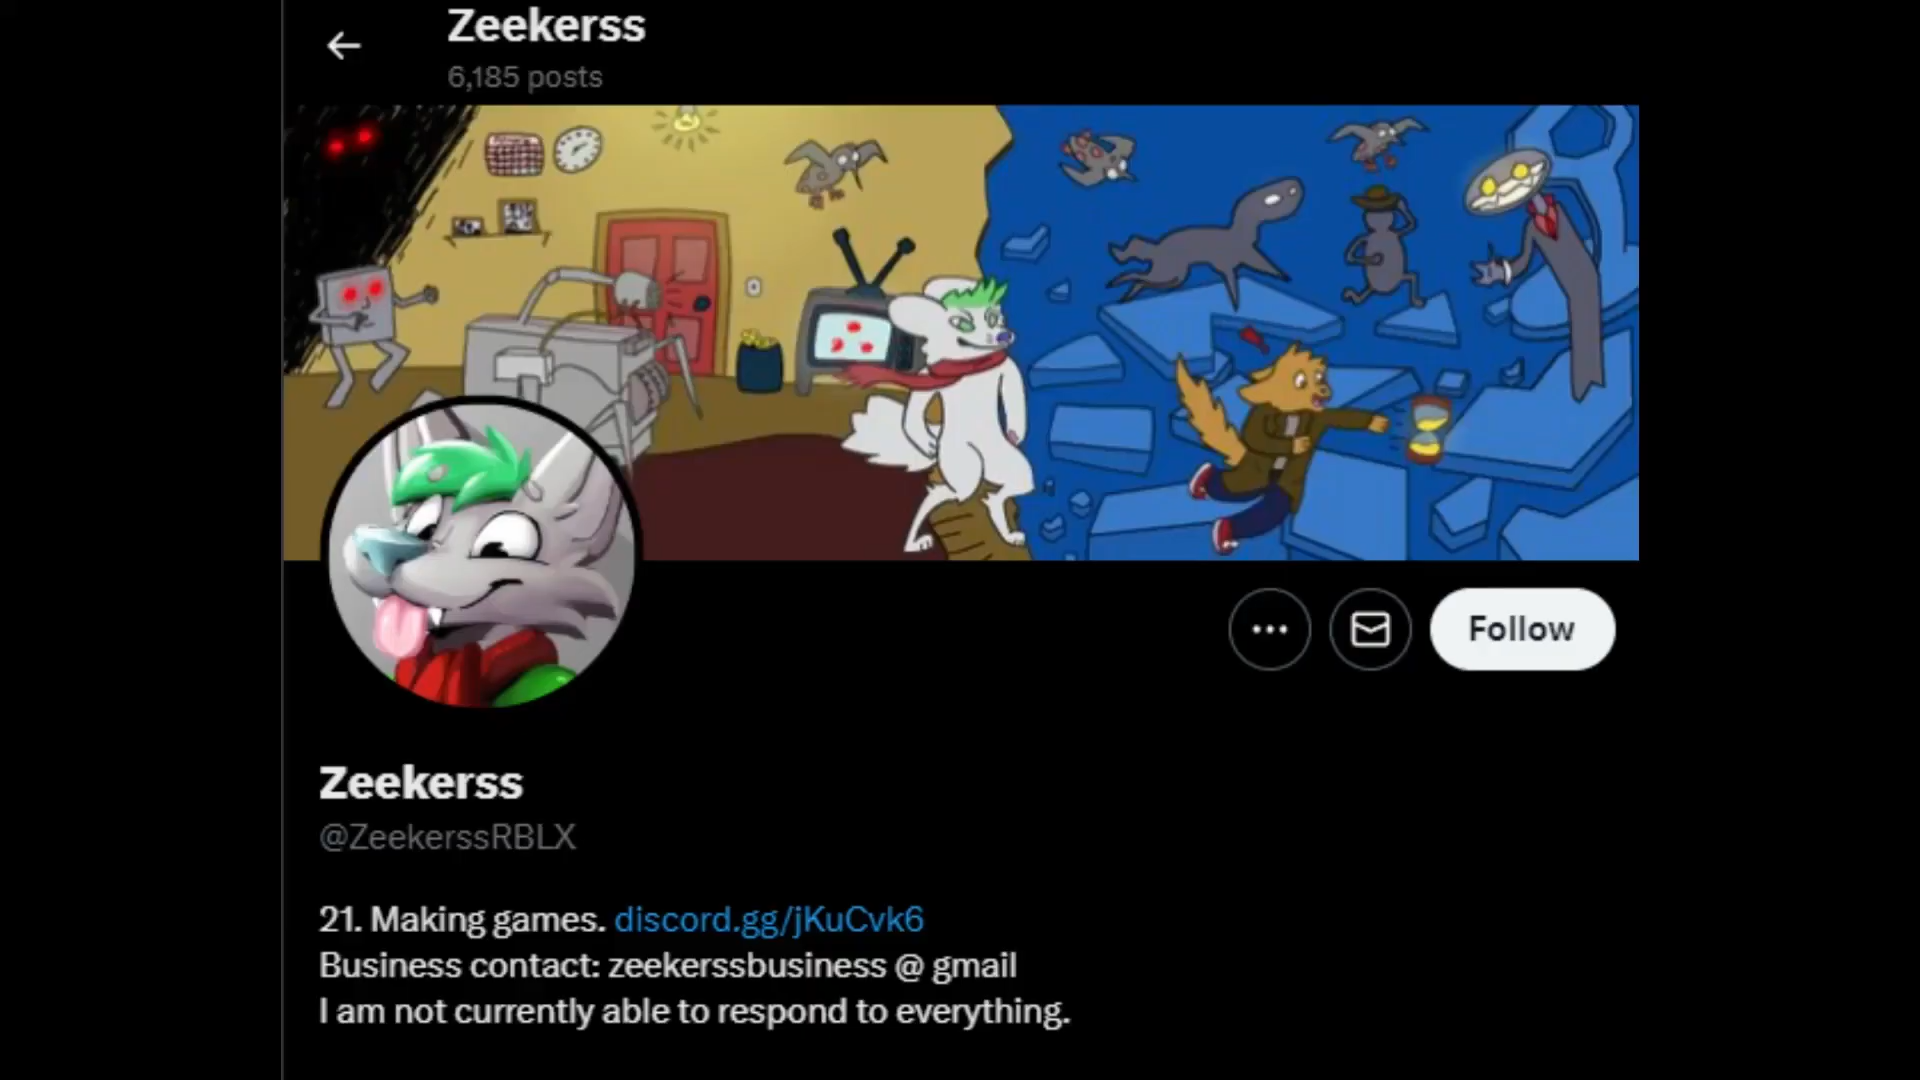 Zeekerss
6,185 posts
Follow
Zeekerss
@ZeekerssRBLX
21. Making games. discord.gg/jKuCvk6
Business contact: zeekerssbusiness @ gmail
I am not currently able to respond to everything.